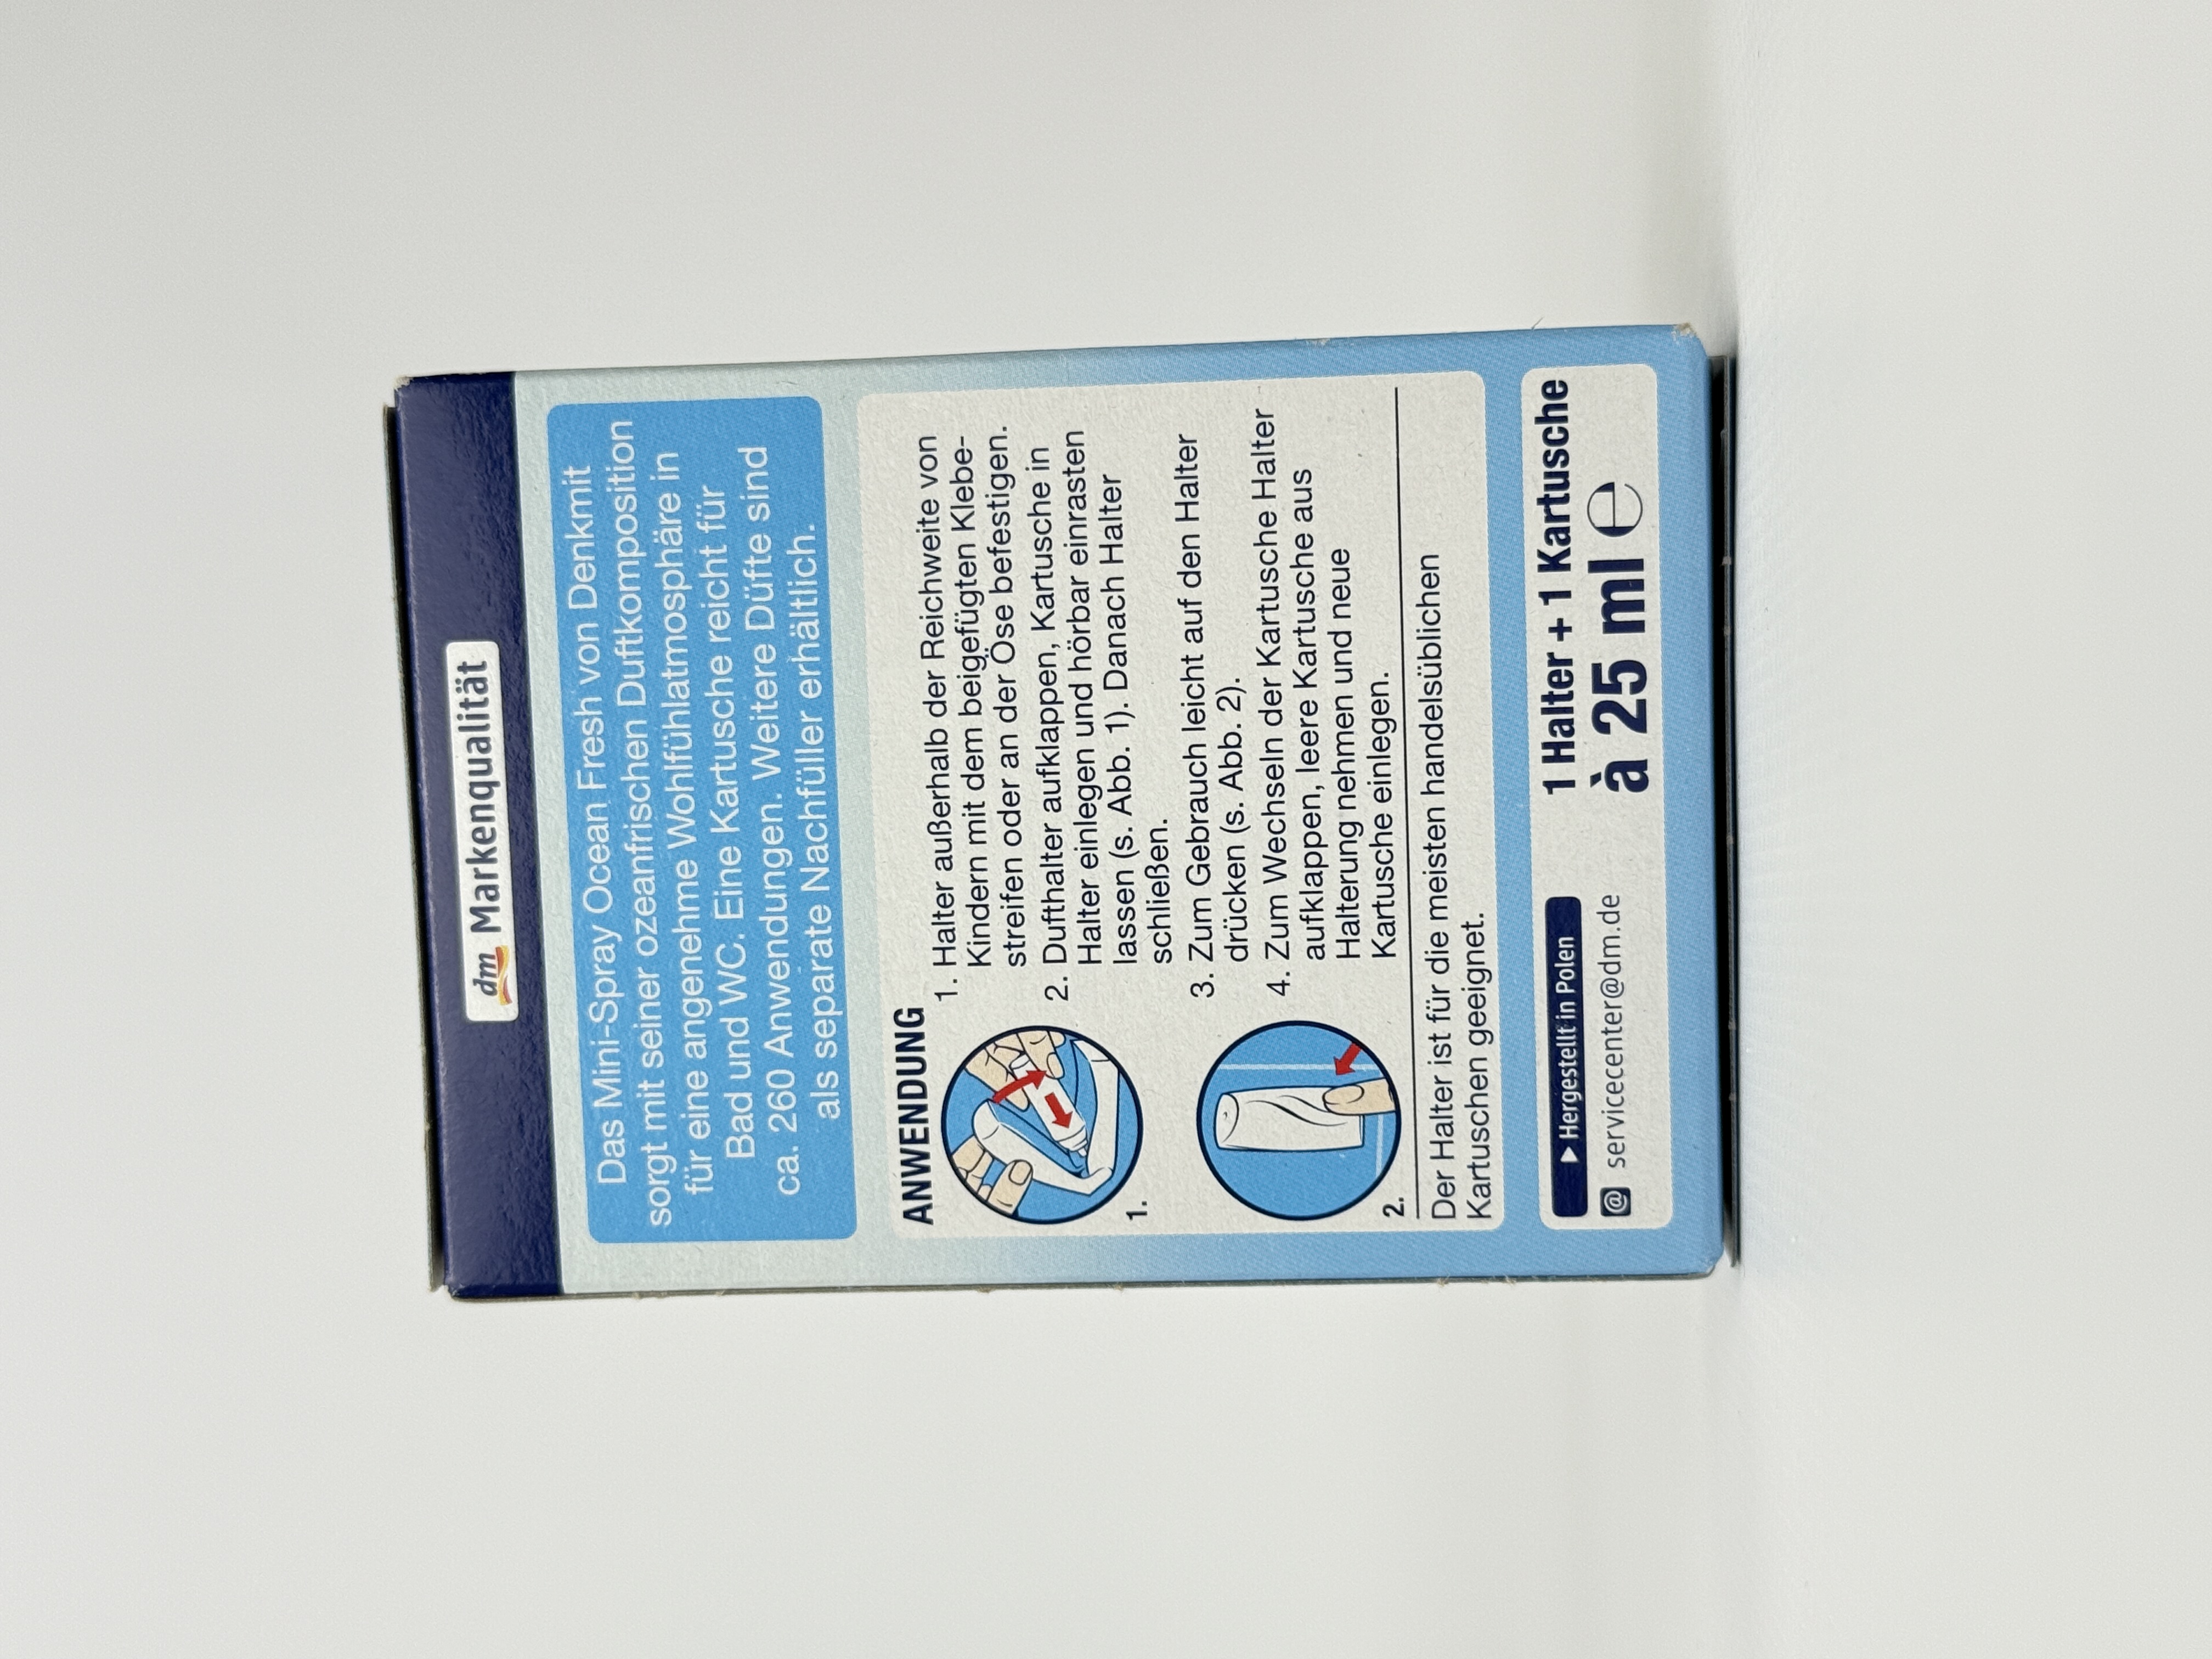 dm Markenqualität
Das Mini-Spray Ocean Fresh von Denkmit
sorgt mit seiner ozeanfrischen Duftkomposition
für eine angenehme Wohlfühlatmosphäre in
Bad und WC. Eine Kartusche reicht für
ca. 260 Anwendungen. Weitere Düfte sind
als separate Nachfüller erhältlich.
ANWENDUNG
1. Halter außerhalb der Reichweite von
Kindern mit dem beigefügten Klebe-
streifen oder an der Öse befestigen.
2. Dufthalter aufklappen, Kartusche in
Halter einlegen und hörbar einrasten
lassen (s. Abb. 1). Danach Halter
schließen.
3. Zum Gebrauch leicht auf den Halter
drücken (s. Abb. 2).
4. Zum Wechseln der Kartusche Halter
aufklappen, leere Kartusche aus
Halterung nehmen und neue
Kartusche einlegen.
1.
2.
Der Halter ist für die meisten handelsüblichen
Kartuschen geeignet.
▶ Hergestellt in Polen
@ servicecenter@dm.de
1 Halter + 1 Kartusche
à 25 ml ℮